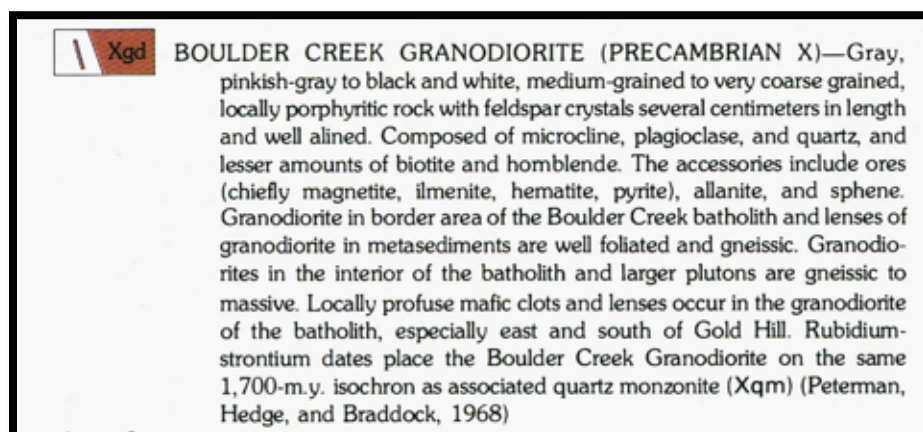 Xgd BOULDER CREEK GRANODIORITE (PRECAMBRIAN X)—Gray,
pinkish-gray to black and white, medium-grained to very coarse grained,
locally porphyritic rock with feldspar crystals several centimeters in length
and well alined. Composed of microcline, plagioclase, and quartz, and
lesser amounts of biotite and hornblende. The accessories include ores
(chiefly magnetite, ilmenite, hematite, pyrite), allanite, and sphene.
Granodiorite in border area of the Boulder Creek batholith and lenses of
granodiorite in metasediments are well foliated and gneissic. Granodio-
rites in the interior of the batholith and larger plutons are gneissic to
massive. Locally profuse mafic clots and lenses occur in the granodiorite
of the batholith, especially east and south of Gold Hill. Rubidium-
strontium dates place the Boulder Creek Granodiorite on the same
1,700-m.y. isochron as associated quartz monzonite (Xqm) (Peterman,
Hedge, and Braddock, 1968)